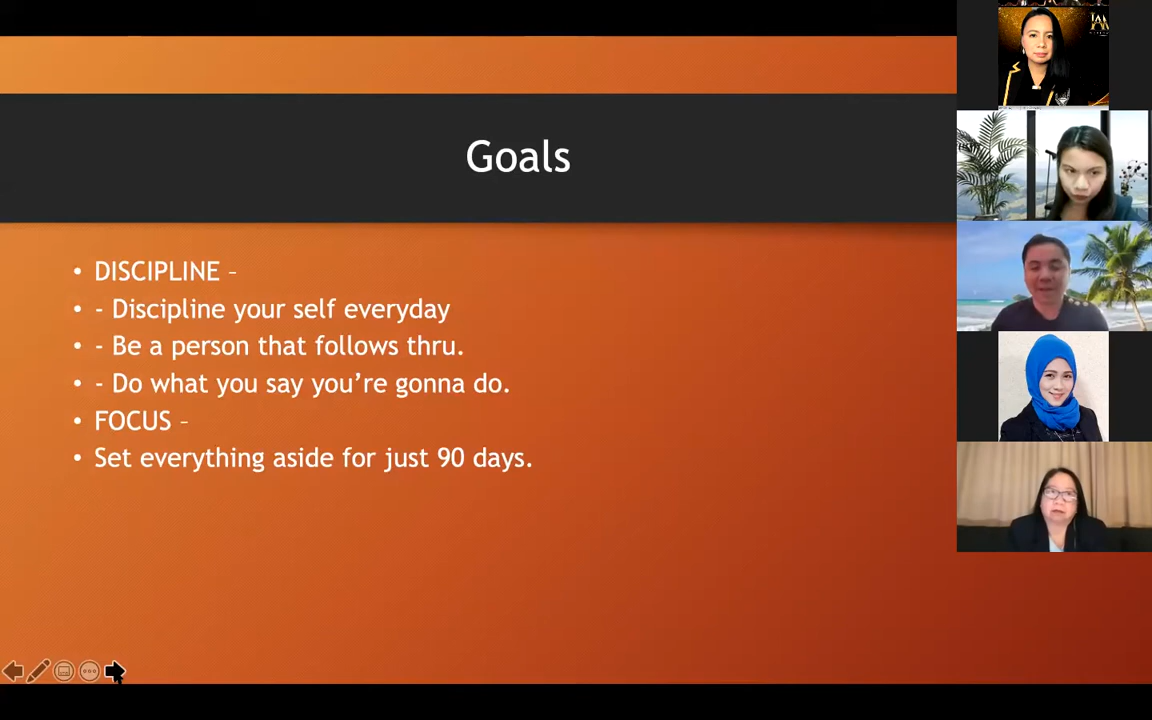 Goals
• DISCIPLINE –
• - Discipline your self everyday
• - Be a person that follows thru.
• - Do what you say you're gonna do.
• FOCUS –
• Set everything aside for just 90 days.